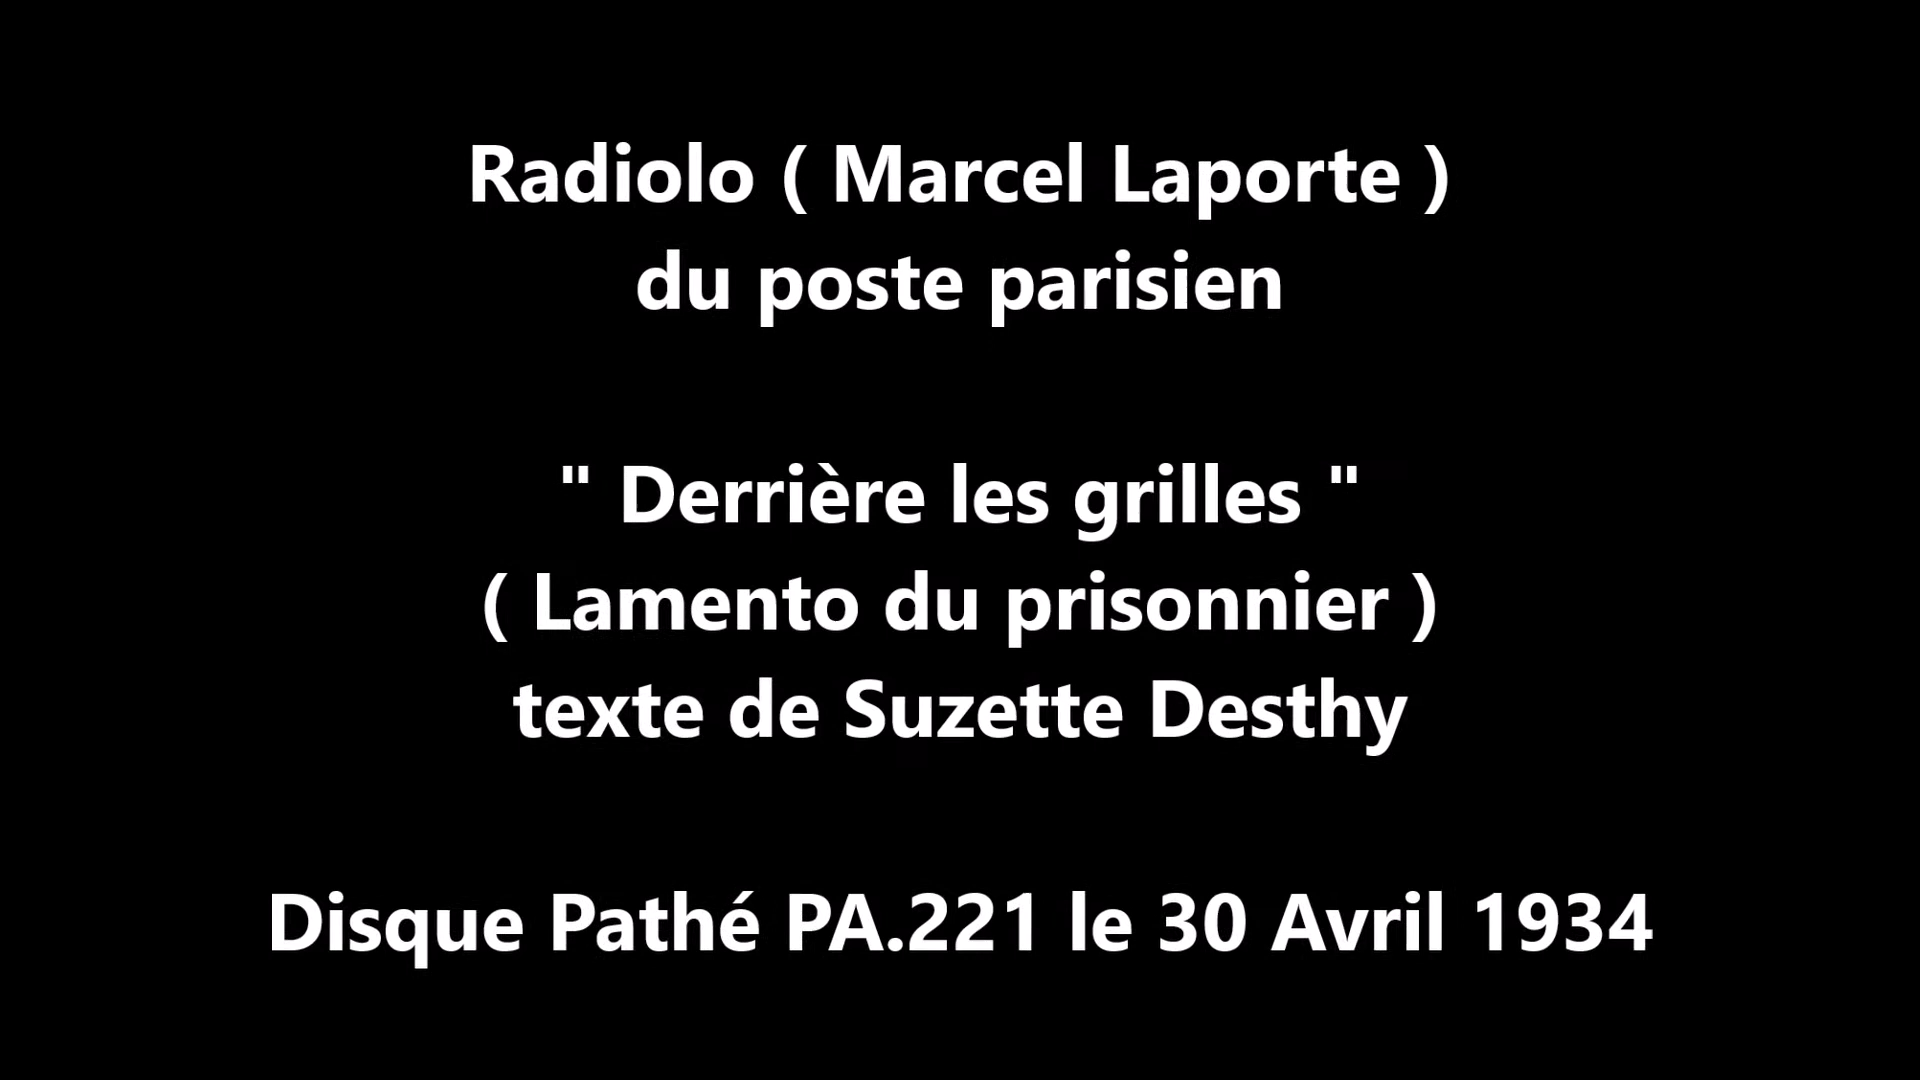 Radiolo ( Marcel Laporte )
du poste parisien
" Derrière les grilles "
( Lamento du prisonnier )
texte de Suzette Desthy
Disque Pathé PA.221 le 30 Avril 1934